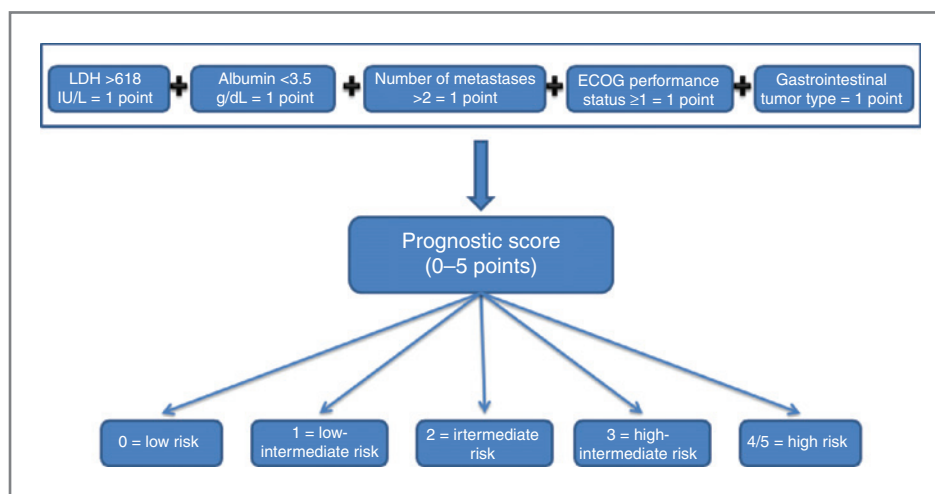 LDH >618
IU/L = 1 point
+
Albumin <3.5
g/dL = 1 point
+
Number of metastases
>2 = 1 point
+
ECOG performance
status ≥1 = 1 point
+
Gastrointestinal
tumor type = 1 point
Prognostic score
(0–5 points)
0 = low risk
1 = low-
intermediate risk
2 = irtermediate
risk
3 = high-
intermediate risk
4/5 = high risk